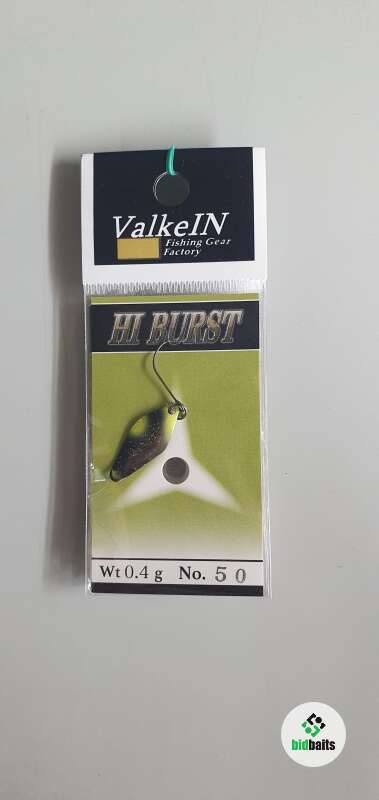 ValkeIN
Fishing Gear
Factory
HI BURST
Wt 0.4 g No. 50
bidbaits